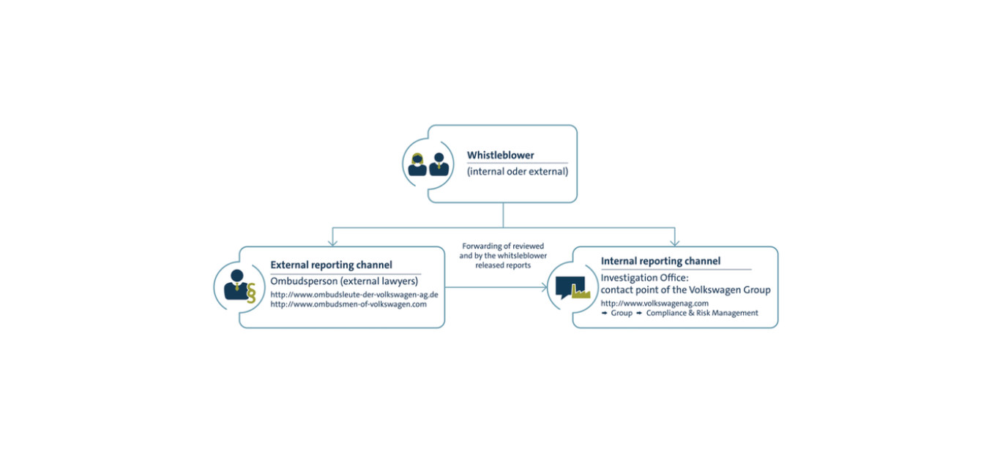 Whistleblower
(internal oder external)
Forwarding of reviewed
and by the whitsleblower
released reports
External reporting channel
Ombudsperson (external lawyers)
http://www.ombudsleute-der-volkswagen-ag.de
http://www.ombudsmen-of-volkswagen.com
Internal reporting channel
Investigation Office:
contact point of the Volkswagen Group
http://www.volkswagenag.com
➡ Group ➡ Compliance & Risk Management